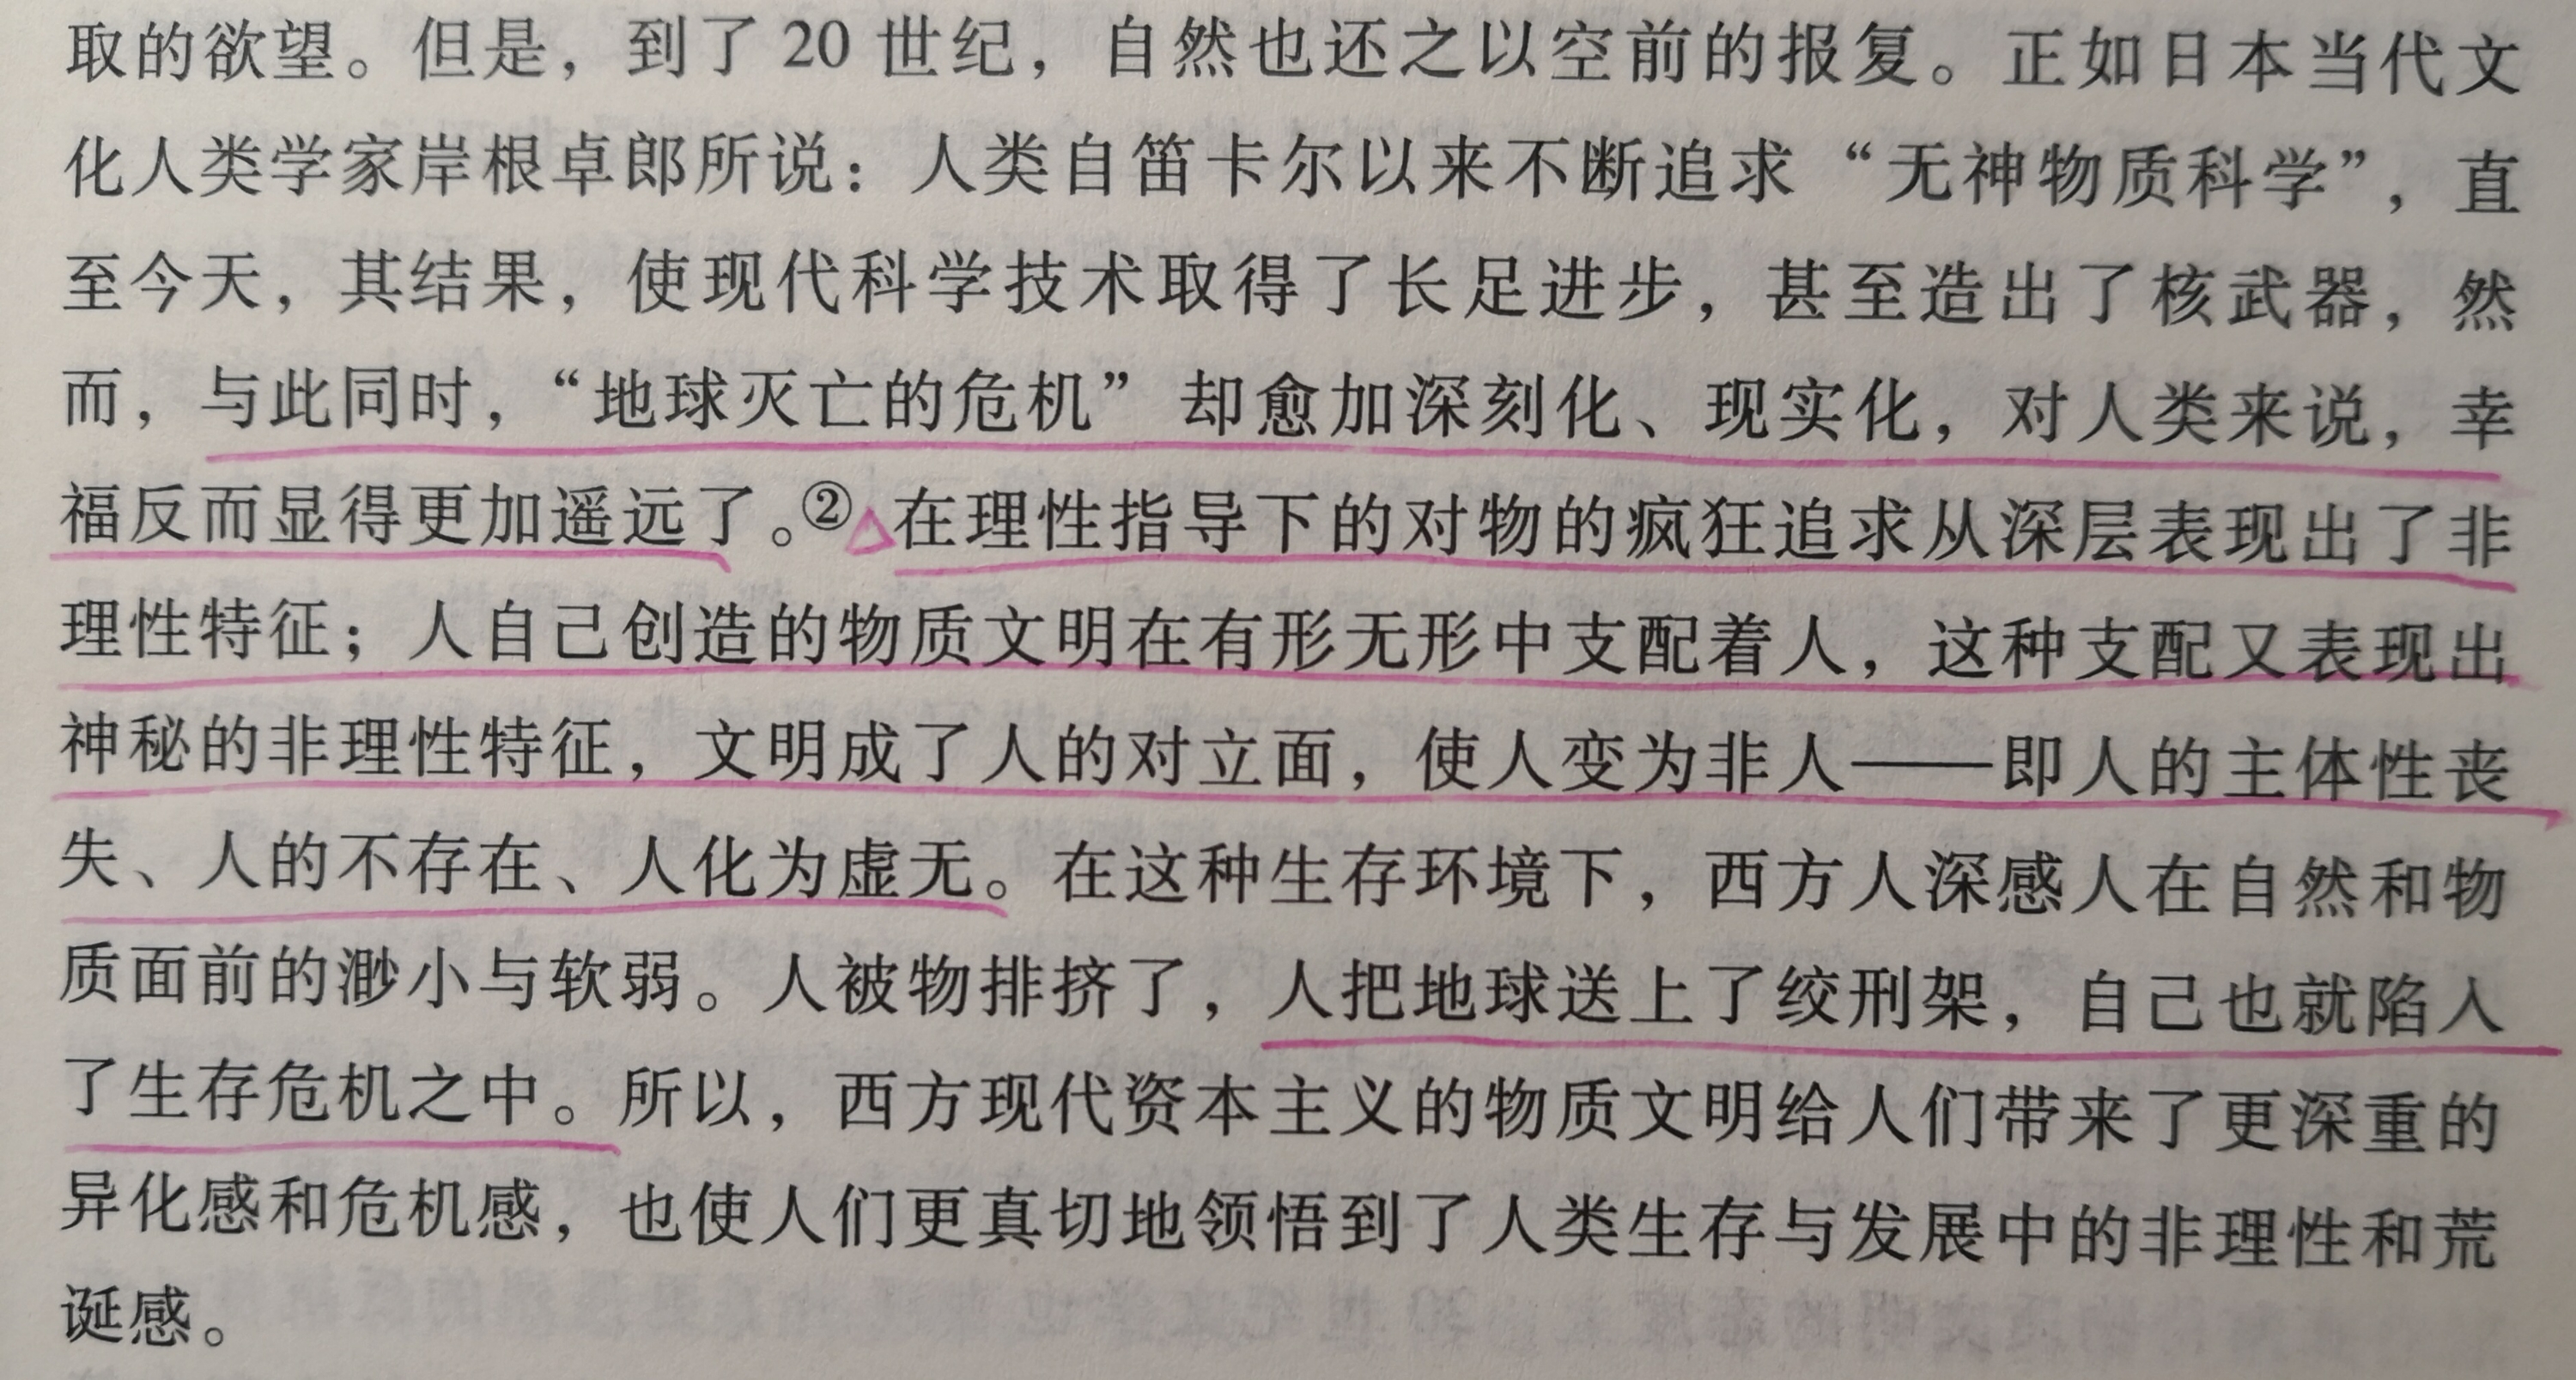 取的欲望。但是，到了 20 世纪，自然也还之以空前的报复。正如日本当代文
化人类学家岸根卓郎所说：人类自笛卡尔以来不断追求“无神物质科学”，直
至今天，其结果，使现代科学技术取得了长足进步，甚至造出了核武器，然
而，与此同时，“地球灭亡的危机”却愈加深刻化、现实化，对人类来说，幸
福反而显得更加遥远了。②在理性指导下的对物的疯狂追求从深层表现出了非
理性特征；人自己创造的物质文明在有形无形中支配着人，这种支配又表现出
神秘的非理性特征，文明成了人的对立面，使人变为非人——即人的主体性丧
失、人的不存在、人化为虚无。在这种生存环境下，西方人深感人在自然和物
质面前的渺小与软弱。人被物排挤了，人把地球送上了绞刑架，自己也就陷入
了生存危机之中。所以，西方现代资本主义的物质文明给人们带来了更深重的
异化感和危机感，也使人们更真切地领悟到了人类生存与发展中的非理性和荒
诞感。